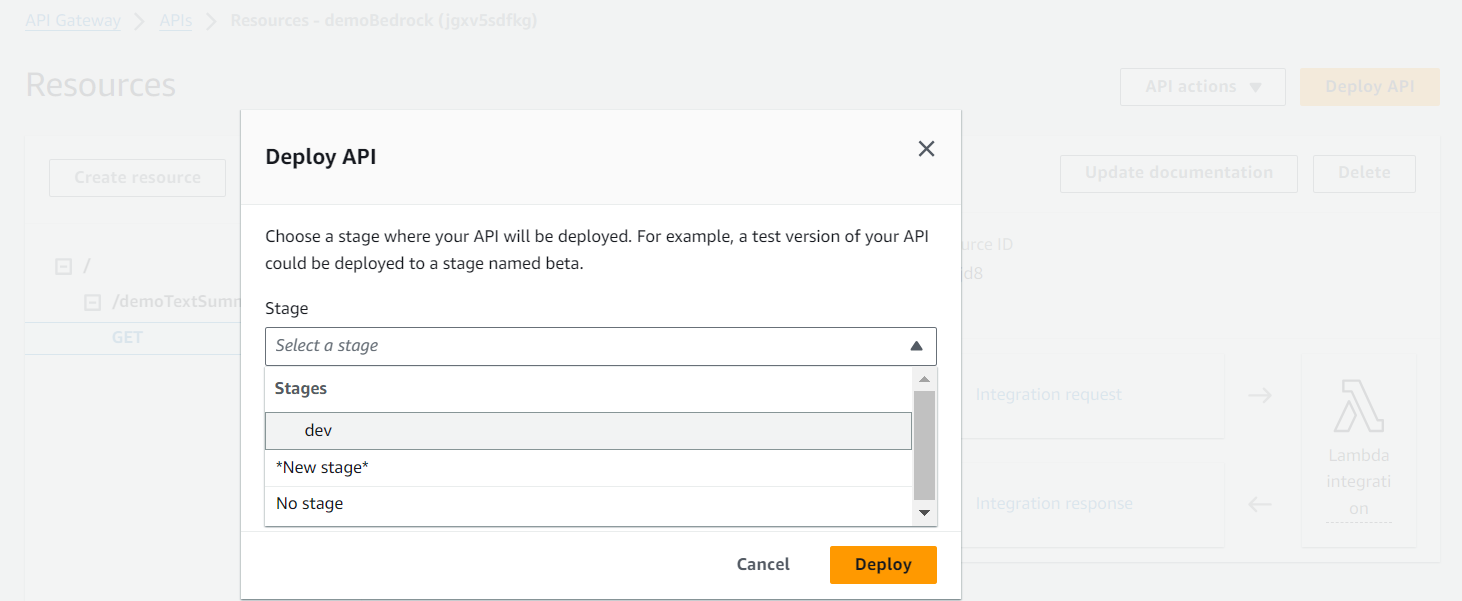 API Gateway
APIs
Resources - demoBedrock (jgxv5sdfkg)
Resources
API actions
Deploy API
Create resource
Update documentation
Delete
/
/demoTextSumm
GET
urce ID
d8
Integration request
Integration response
Lambda
integrati
on
Deploy API
Choose a stage where your API will be deployed. For example, a test version of your API
could be deployed to a stage named beta.
Stage
Select a stage
Stages
dev
*New stage*
No stage
Cancel
Deploy